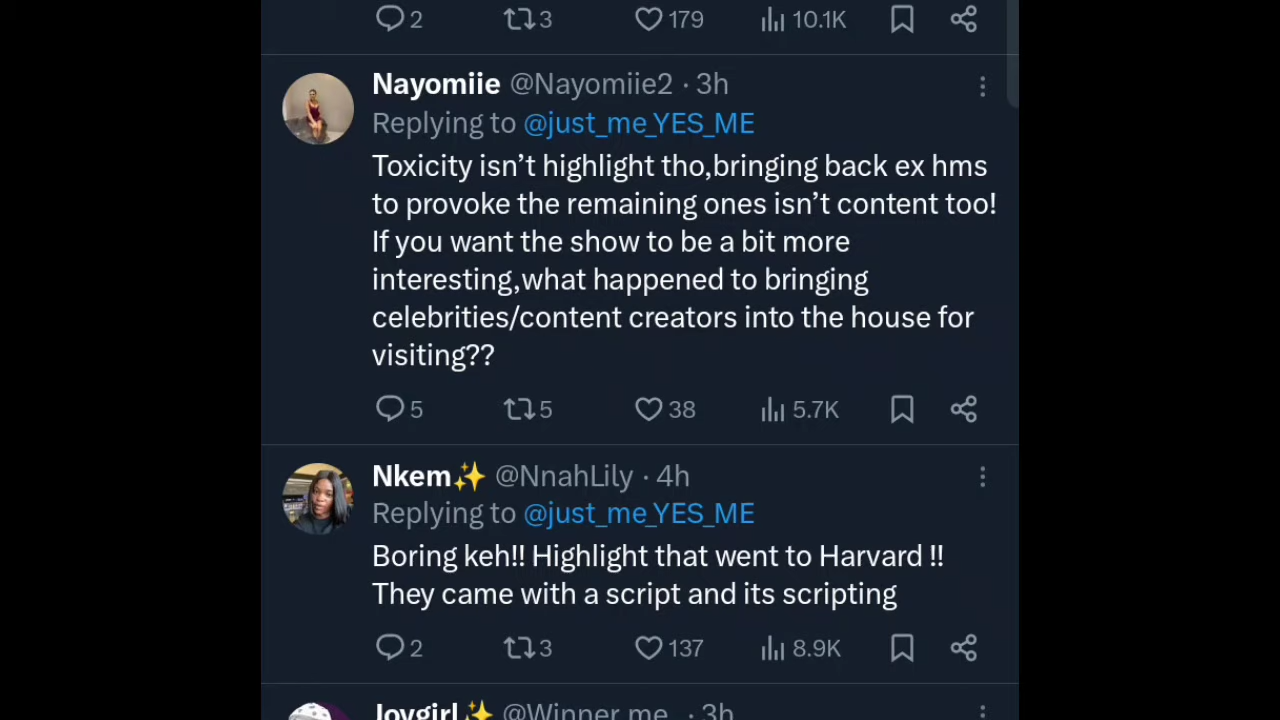 2 3 179 10.1K
Nayomiie @Nayomiie2 · 3h
Replying to @just_me_YES_ME
Toxicity isn’t highlight tho,bringing back ex hms
to provoke the remaining ones isn’t content too!
If you want the show to be a bit more
interesting,what happened to bringing
celebrities/content creators into the house for
visiting??
5 5 38 5.7K
Nkem✨ @NnahLily · 4h
Replying to @just_me_YES_ME
Boring keh!! Highlight that went to Harvard !!
They came with a script and its scripting
2 3 137 8.9K
Joygirl✨ @Winner_me_ · 3h